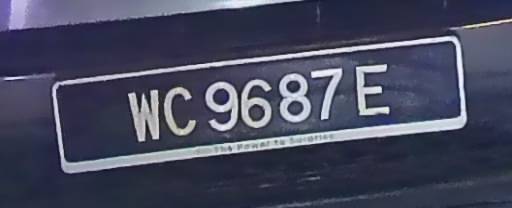 WC 9687 E
The Power to Surprise